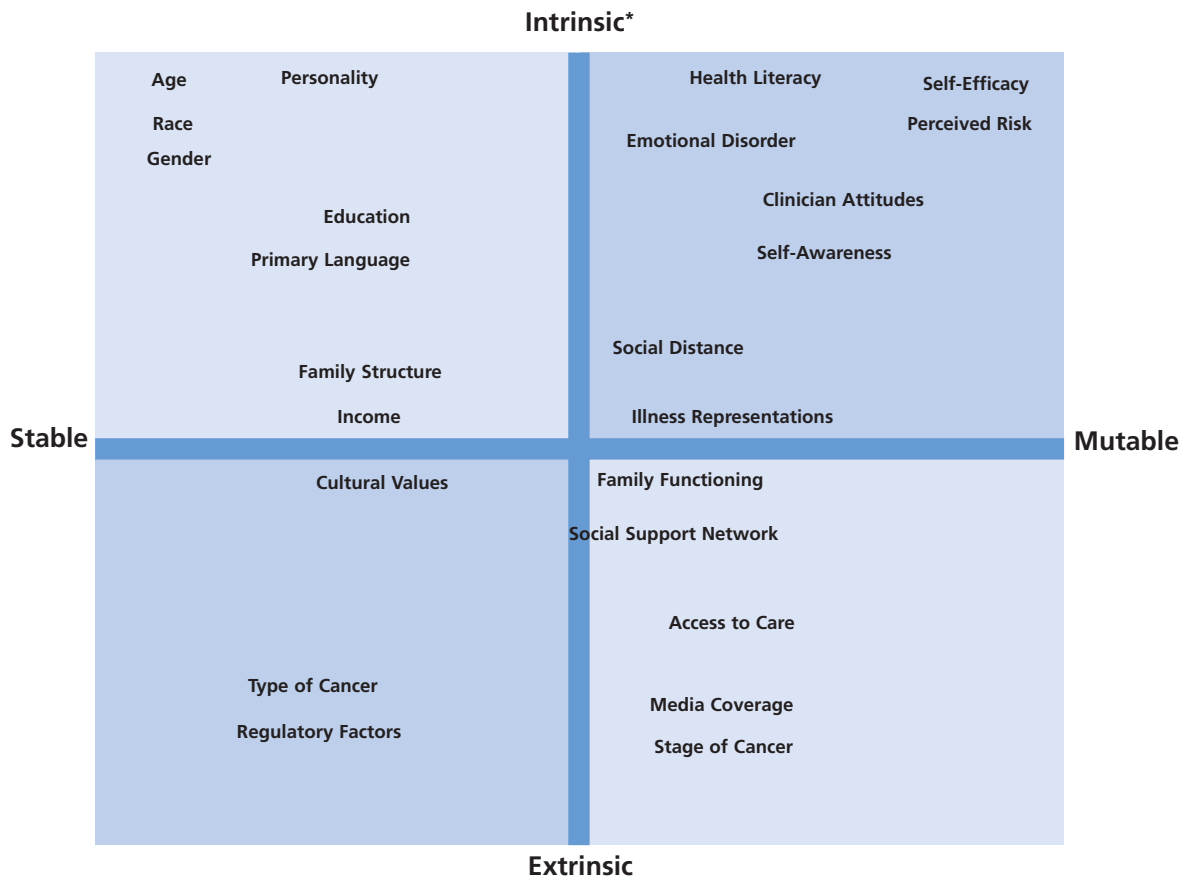 Intrinsic*
Age
Personality
Race
Gender
Education
Primary Language
Family Structure
Income
Health Literacy
Self-Efficacy
Perceived Risk
Emotional Disorder
Clinician Attitudes
Self-Awareness
Social Distance
Illness Representations
Stable
Mutable
Cultural Values
Type of Cancer
Regulatory Factors
Family Functioning
Social Support Network
Access to Care
Media Coverage
Stage of Cancer
Extrinsic